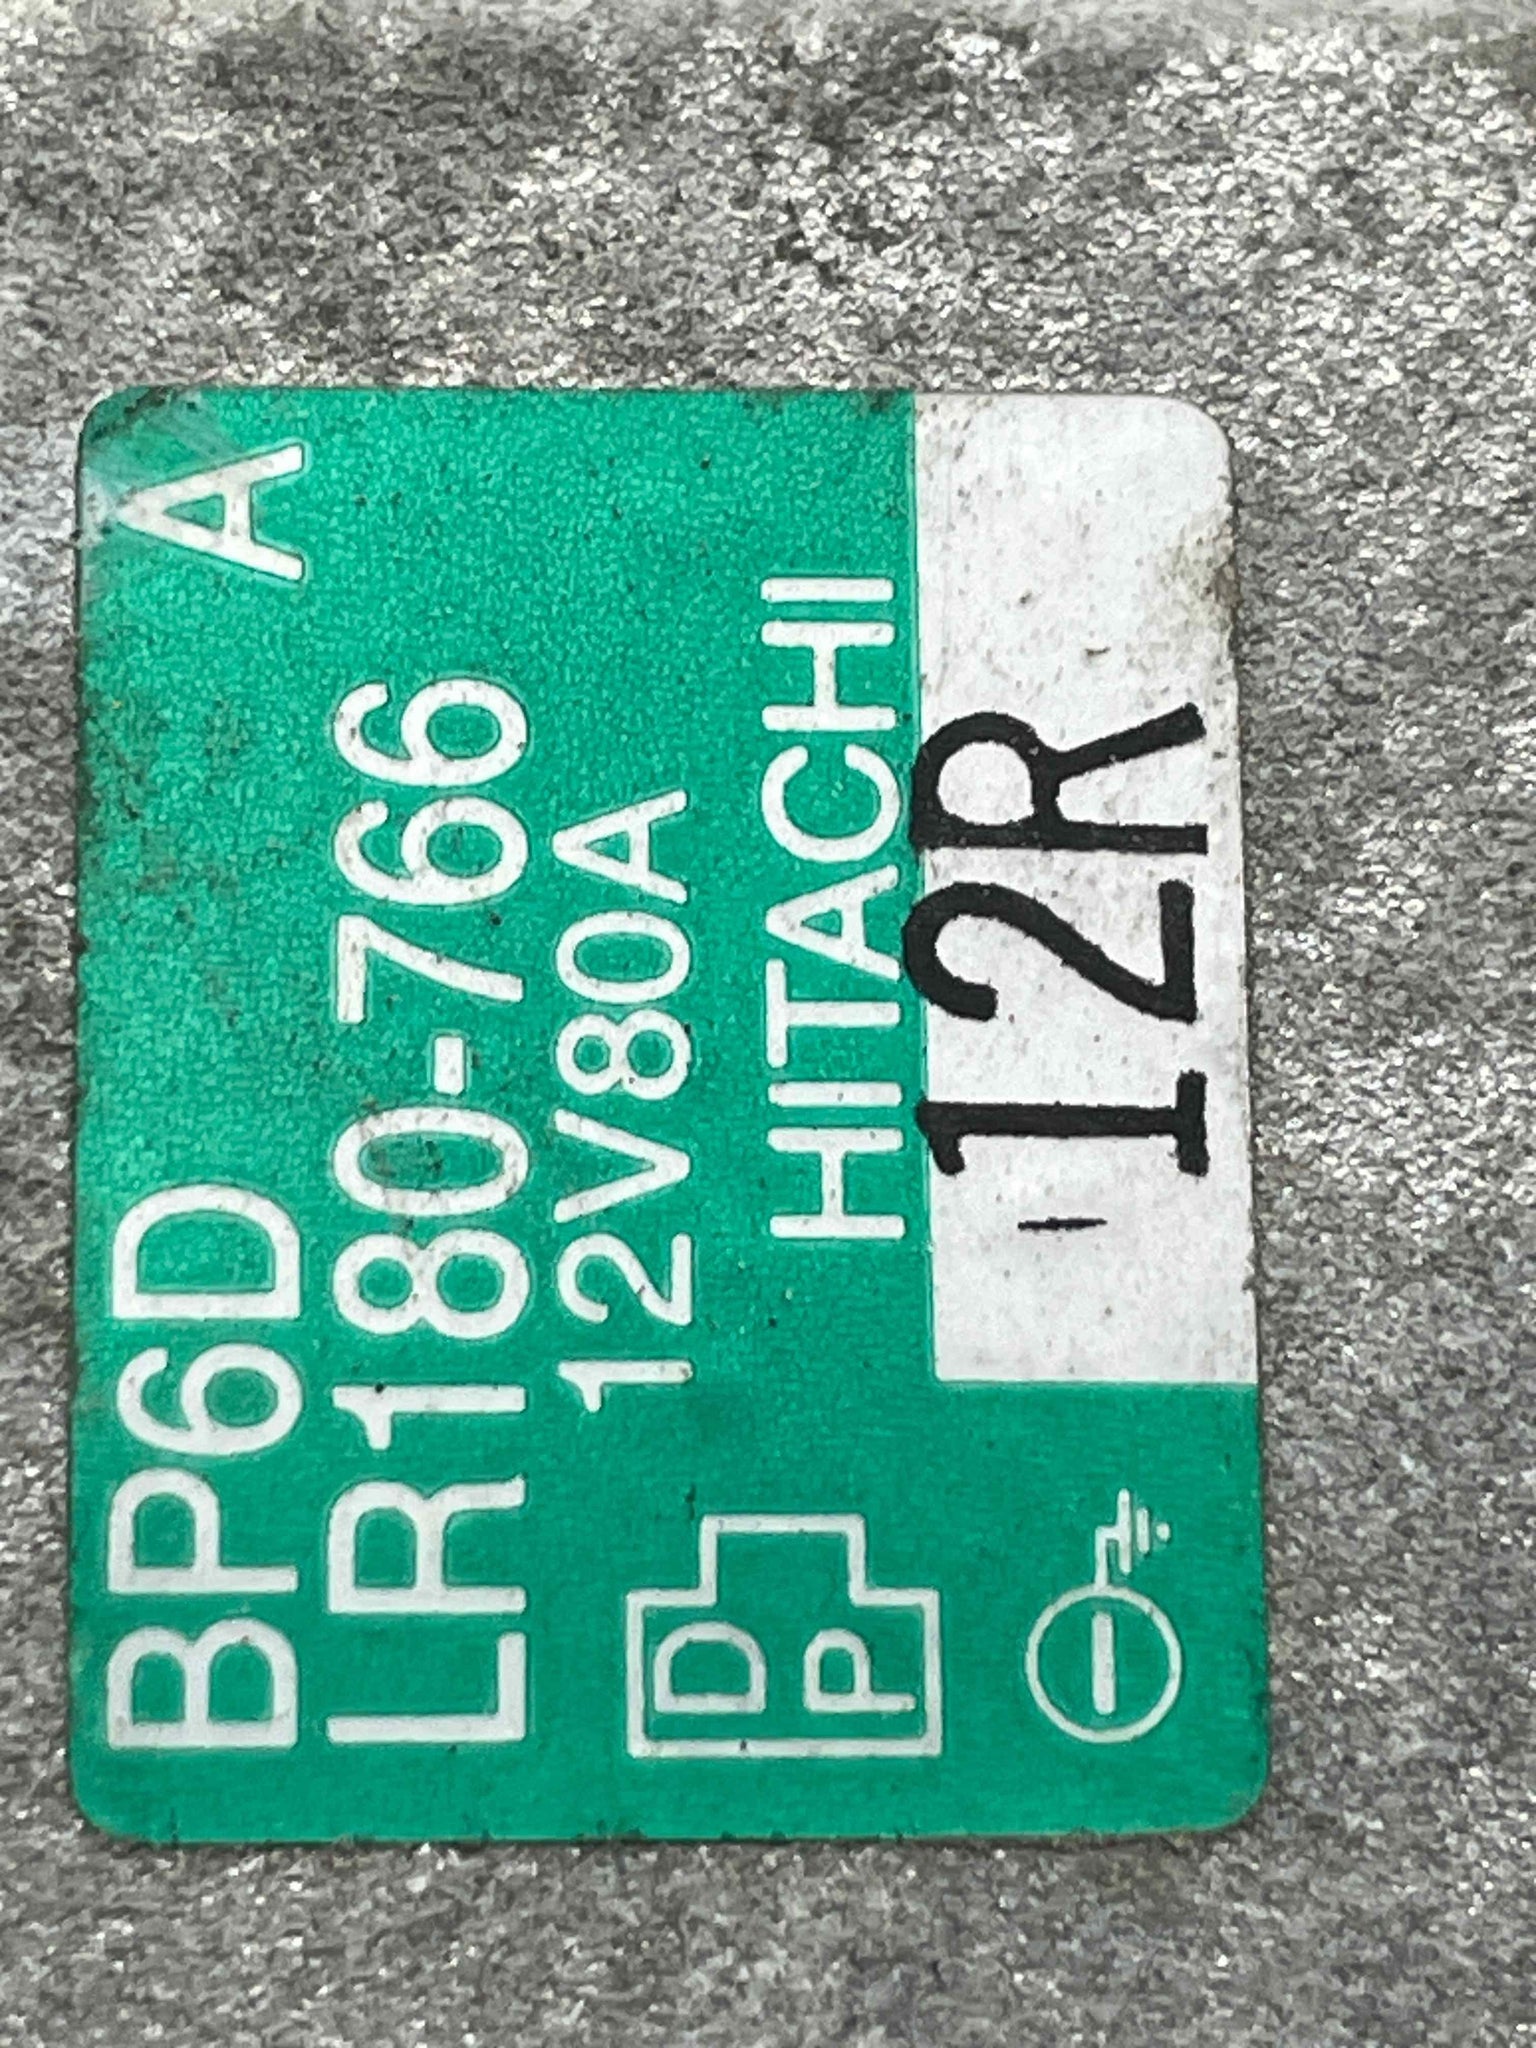 BP6D A
LR180-766
12V80A
D
P
HITACHI
12R